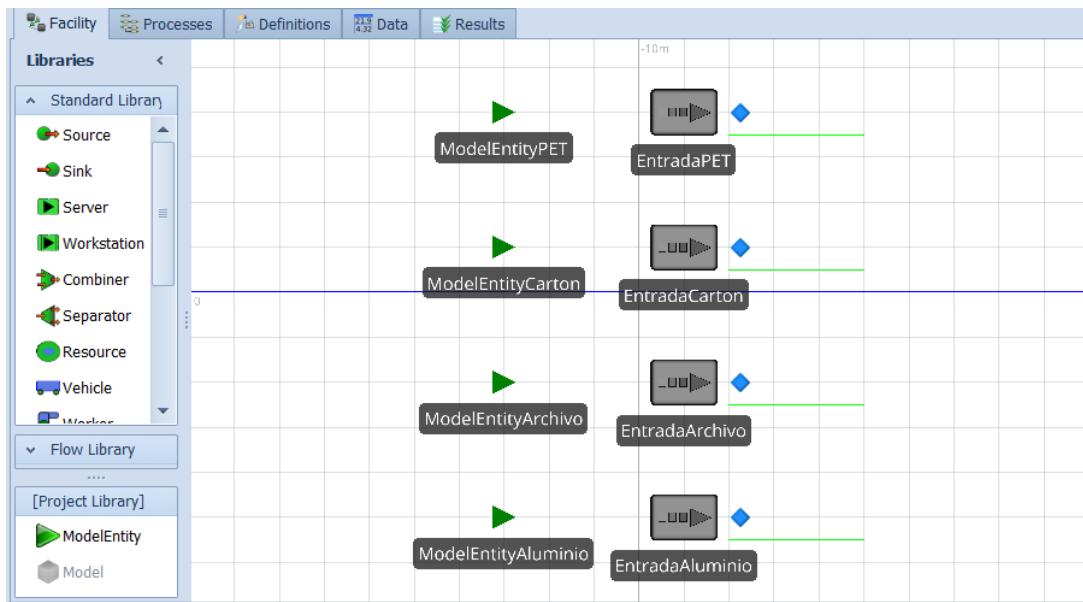 Facility Processes Definitions Data Results
Libraries
Standard Library
Source
Sink
Server
Workstation
Combiner
Separator
Resource
Vehicle
Worker
Flow Library
[Project Library]
ModelEntity
Model
-10m
0
ModelEntityPET EntradaPET
ModelEntityCarton EntradaCarton
ModelEntityArchivo EntradaArchivo
ModelEntityAluminio EntradaAluminio